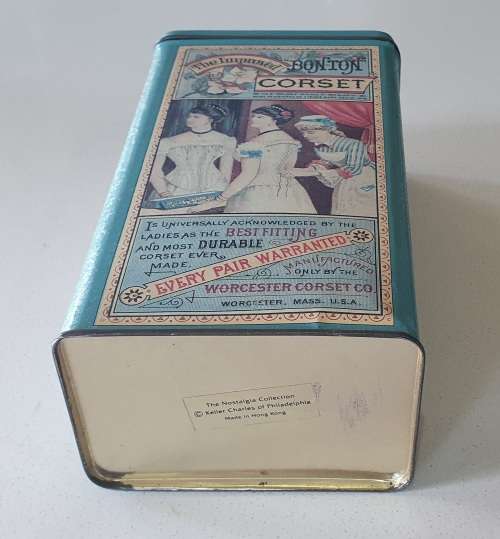 The Improved BON-TON
CORSET
IS UNIVERSALLY ACKNOWLEDGED BY THE
LADIES AS THE BEST FITTING
AND MOST DURABLE
CORSET EVER
MADE.
EVERY PAIR WARRANTED
MANUFACTURED
ONLY BY THE
WORCESTER CORSET CO.
WORCESTER, MASS. U.S.A.
The Nostalgia Collection
© Keller Charles of Philadelphia
Made in Hong Kong